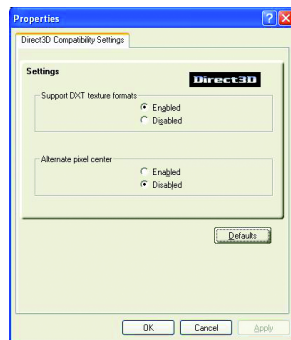 Properties
Direct3D Compatibility Settings
Settings
Direct3D
Support DXT texture formats
Enabled
Disabled
Alternate pixel center
Enabled
Disabled
Defaults
OK
Cancel
Apply